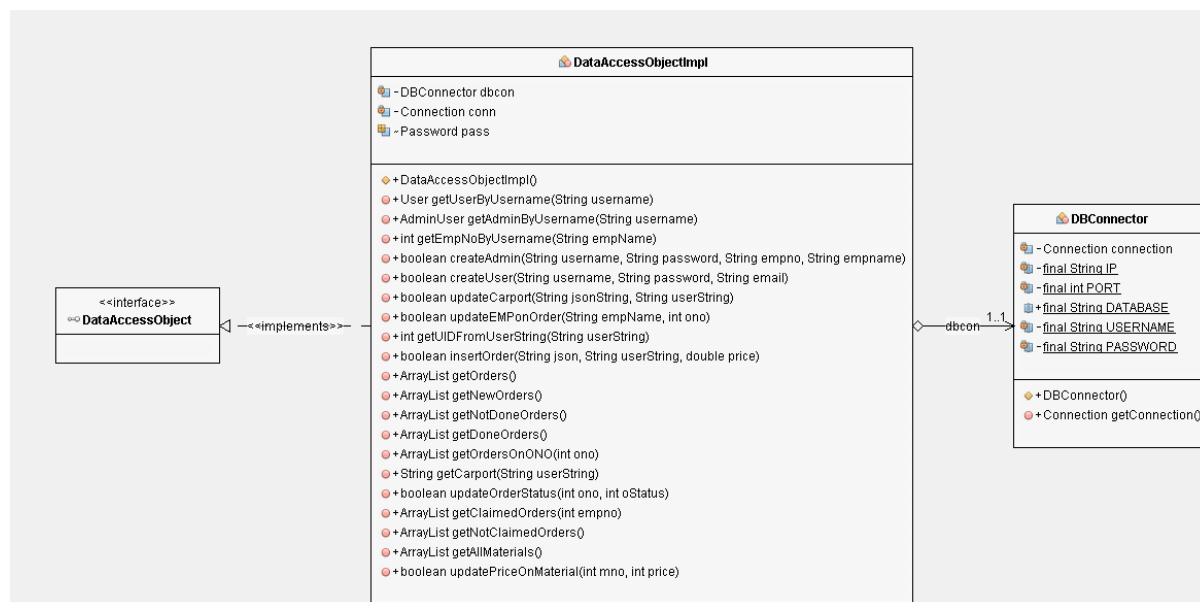 <<interface>>
DataAccessObject
<<implements>>
DataAccessObjectImpl
-DBConnector dbcon
-Connection conn
~Password pass
+DataAccessObjectImpl()
+User getUserByUsername(String username)
+AdminUser getAdminByUsername(String username)
+int getEmpNoByUsername(String empName)
+boolean createAdmin(String username, String password, String empno, String empname)
+boolean createUser(String username, String password, String email)
+boolean updateCarport(String jsonString, String userString)
+boolean updateEMPonOrder(String empName, int ono)
+int getUIDFromUserString(String userString)
+boolean insertOrder(String json, String userString, double price)
+ArrayList getOrders()
+ArrayList getNewOrders()
+ArrayList getNotDoneOrders()
+ArrayList getDoneOrders()
+ArrayList getOrdersOnONO(int ono)
+String getCarport(String userString)
+boolean updateOrderStatus(int ono, int oStatus)
+ArrayList getClaimedOrders(int empno)
+ArrayList getNotClaimedOrders()
+ArrayList getAllMaterials()
+boolean updatePriceOnMaterial(int mno, int price)
dbcon
1..1
DBConnector
-Connection connection
-final String IP
-final int PORT
+final String DATABASE
-final String USERNAME
-final String PASSWORD
+DBConnector()
+Connection getConnection()